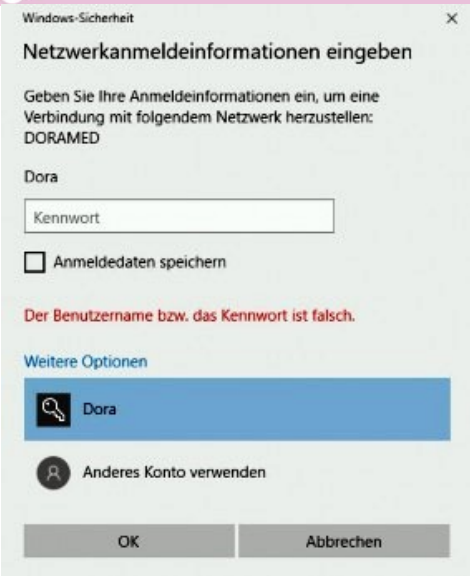 Windows-Sicherheit
Netzwerkanmeldeinformationen eingeben
Geben Sie Ihre Anmeldeinformationen ein, um eine
Verbindung mit folgendem Netzwerk herzustellen:
DORAMED
Dora
Kennwort
Anmeldedaten speichern
Der Benutzername bzw. das Kennwort ist falsch.
Weitere Optionen
Dora
Anderes Konto verwenden
OK
Abbrechen